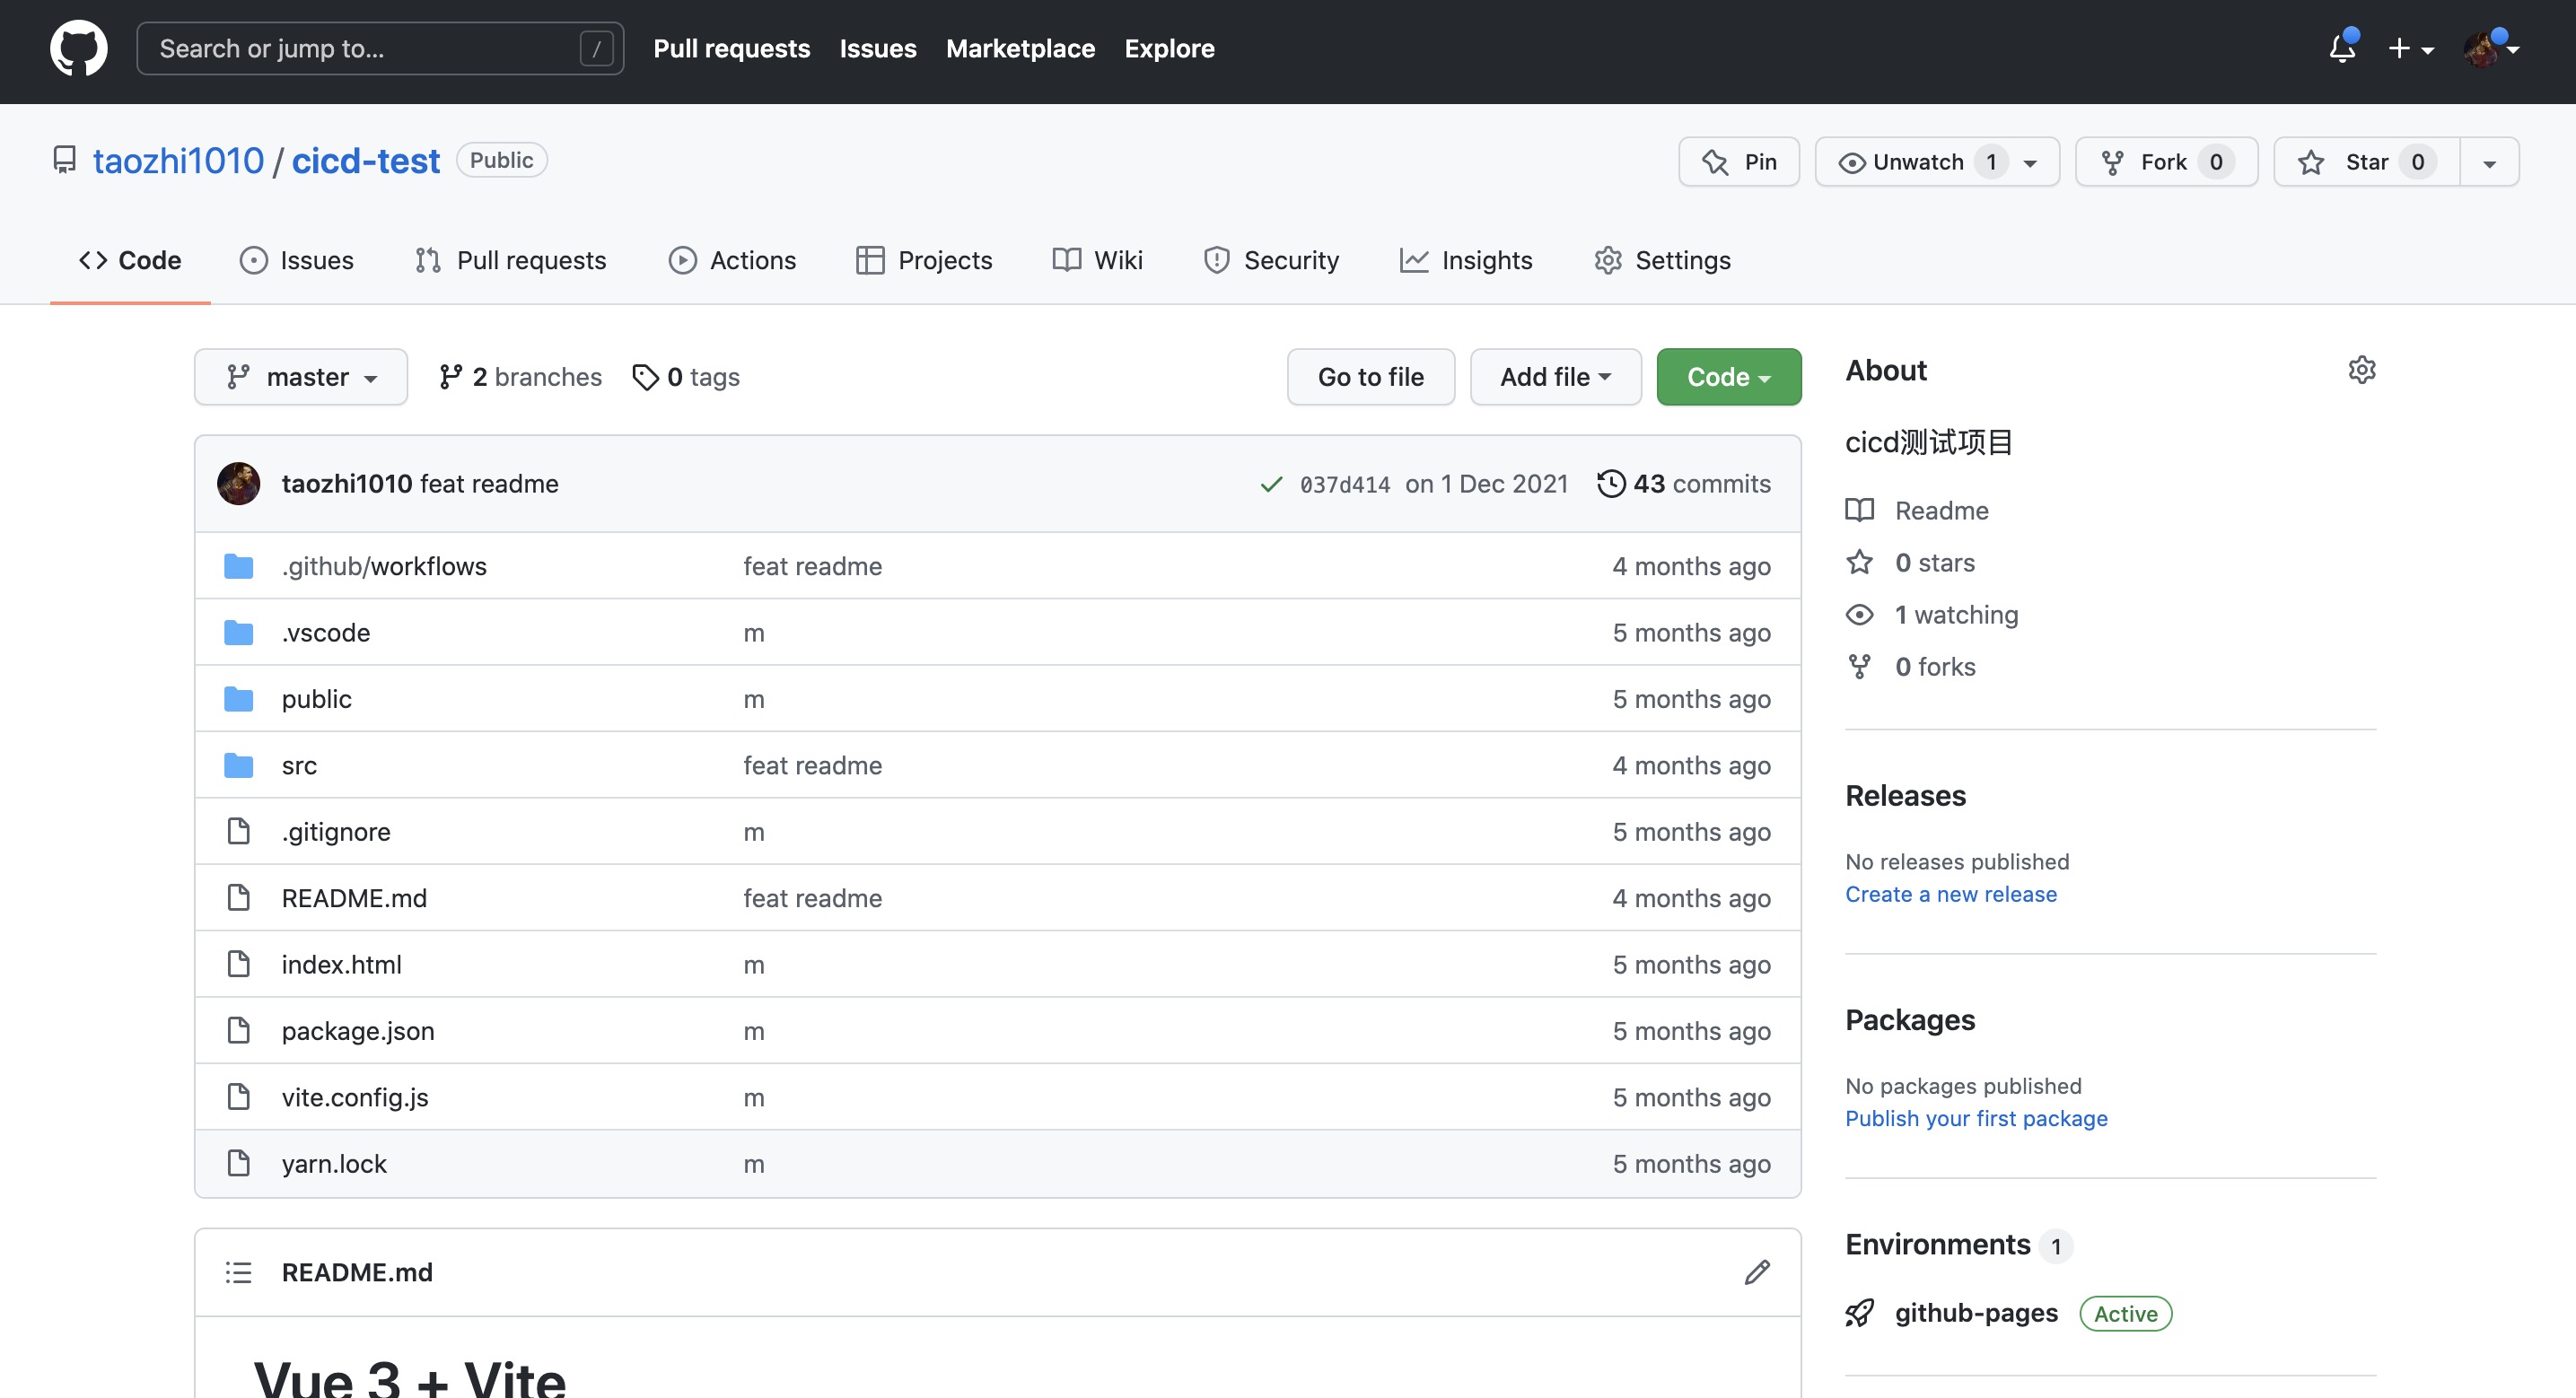 Search or jump to... / Pull requests Issues Marketplace Explore
taozhi1010 / cicd-test Public Pin Unwatch 1 Fork 0 Star 0
Code Issues Pull requests Actions Projects Wiki Security Insights Settings
master 2 branches 0 tags Go to file Add file Code
taozhi1010 feat readme 037d414 on 1 Dec 2021 43 commits
.github/workflows feat readme 4 months ago
.vscode m 5 months ago
public m 5 months ago
src feat readme 4 months ago
.gitignore m 5 months ago
README.md feat readme 4 months ago
index.html m 5 months ago
package.json m 5 months ago
vite.config.js m 5 months ago
yarn.lock m 5 months ago
README.md
Vue 3 + Vite
About
cicd测试项目
Readme
0 stars
1 watching
0 forks
Releases
No releases published
Create a new release
Packages
No packages published
Publish your first package
Environments 1
github-pages Active